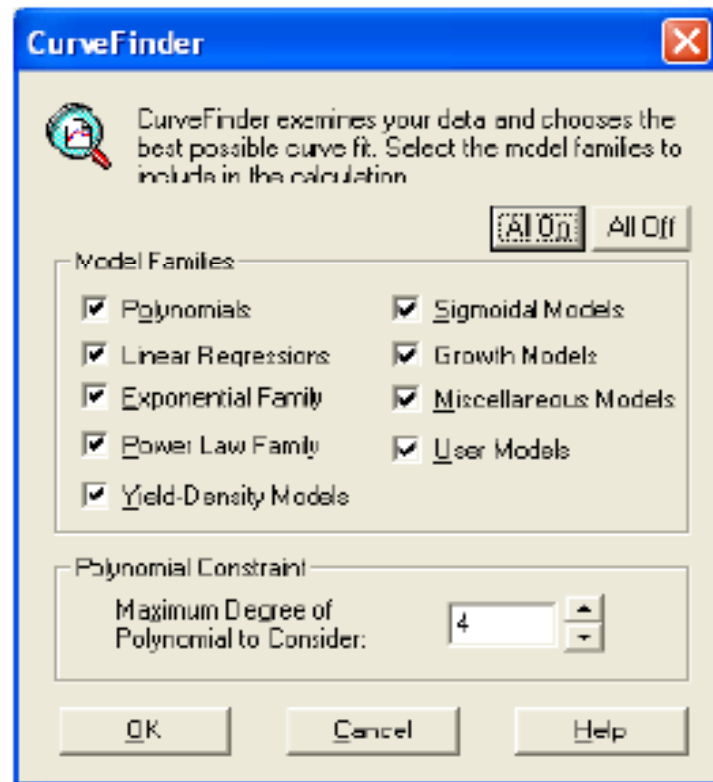 CurveFinder
CurveFinder examines your data and chooses the
best possible curve fit. Select the model families to
include in the calculation
All On
All Off
Model Families
Polynomials
Sigmoidal Models
Linear Regressions
Growth Models
Exponential Family
Miscellaneous Models
Power Law Family
User Models
Yield-Density Models
Polynomial Constraint
Maximum Degree of
Polynomial to Consider:
4
OK
Cancel
Help